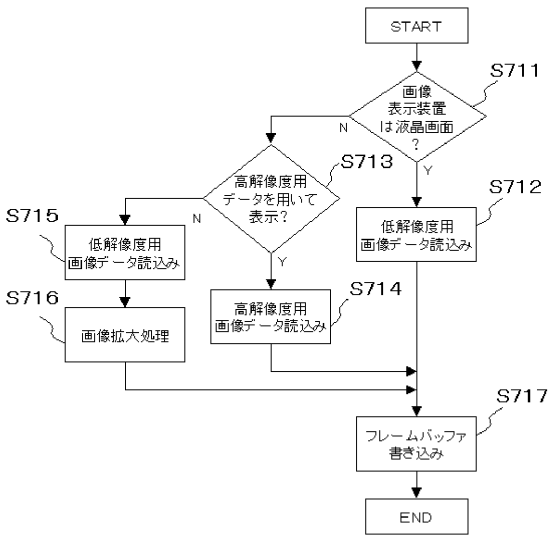 START
S711
画像
表示装置
は液晶画面
?
N
Y
S713
高解像度用
データを用いて
表示?
N
Y
S712
低解像度用
画像データ読込み
S715
低解像度用
画像データ読込み
S714
高解像度用
画像データ読込み
S716
画像拡大処理
S717
フレームバッファ
書き込み
END